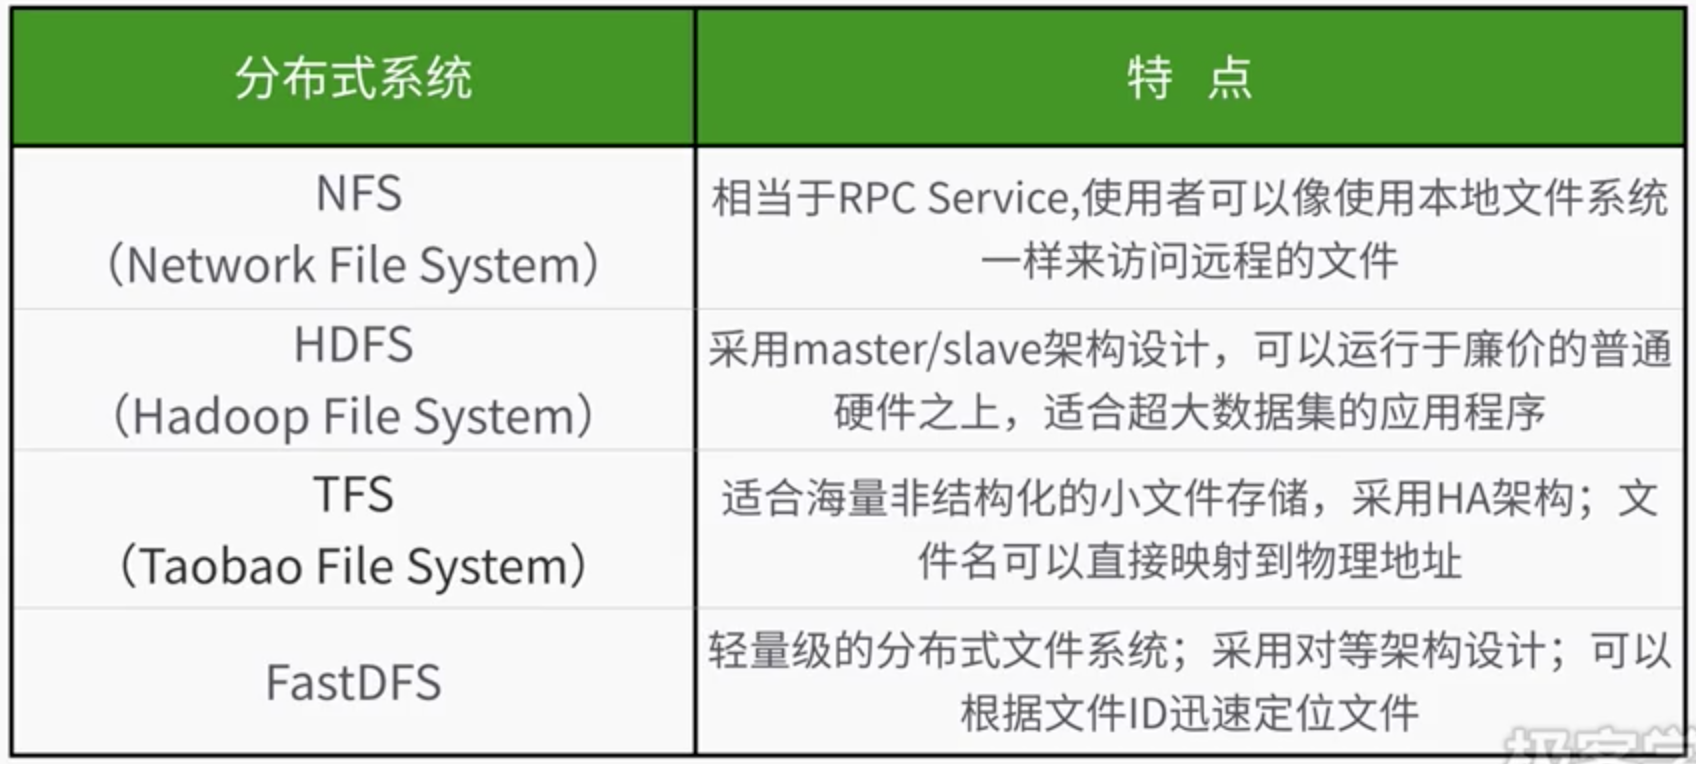 分布式系统
特 点
NFS
（Network File System）
相当于RPC Service,使用者可以像使用本地文件系统
一样来访问远程的文件
HDFS
（Hadoop File System）
采用master/slave架构设计，可以运行于廉价的普通
硬件之上，适合超大数据集的应用程序
TFS
（Taobao File System）
适合海量非结构化的小文件存储，采用HA架构；文
件名可以直接映射到物理地址
FastDFS
轻量级的分布式文件系统；采用对等架构设计；可以
根据文件ID迅速定位文件